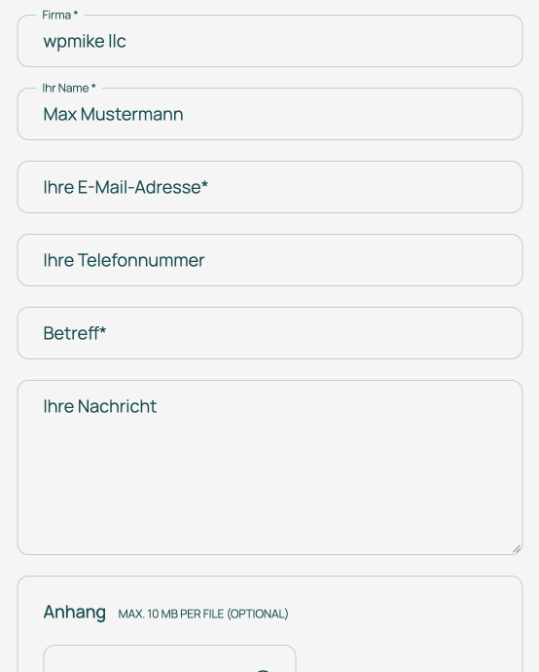 Firma *
wpmike llc
Ihr Name *
Max Mustermann
Ihre E-Mail-Adresse*
Ihre Telefonnummer
Betreff*
Ihre Nachricht
Anhang MAX. 10 MB PER FILE (OPTIONAL)